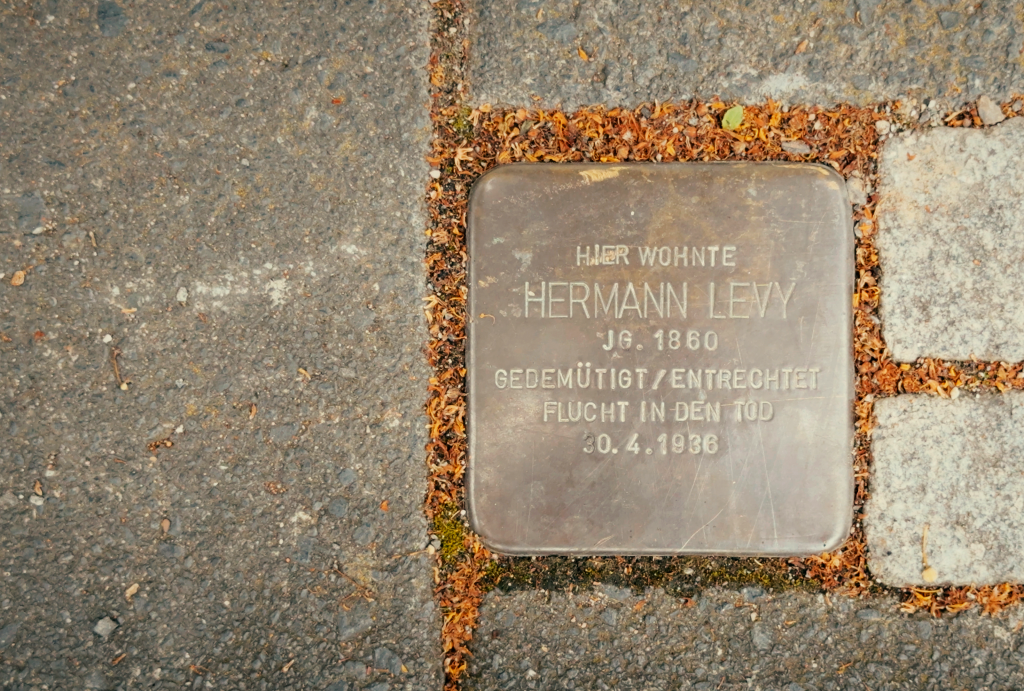 HIER WOHNTE
HERMANN LEVY
JG. 1860
GEDEMÜTIGT/ENTRECHTET
FLUCHT IN DEN TOD
30.4.1936